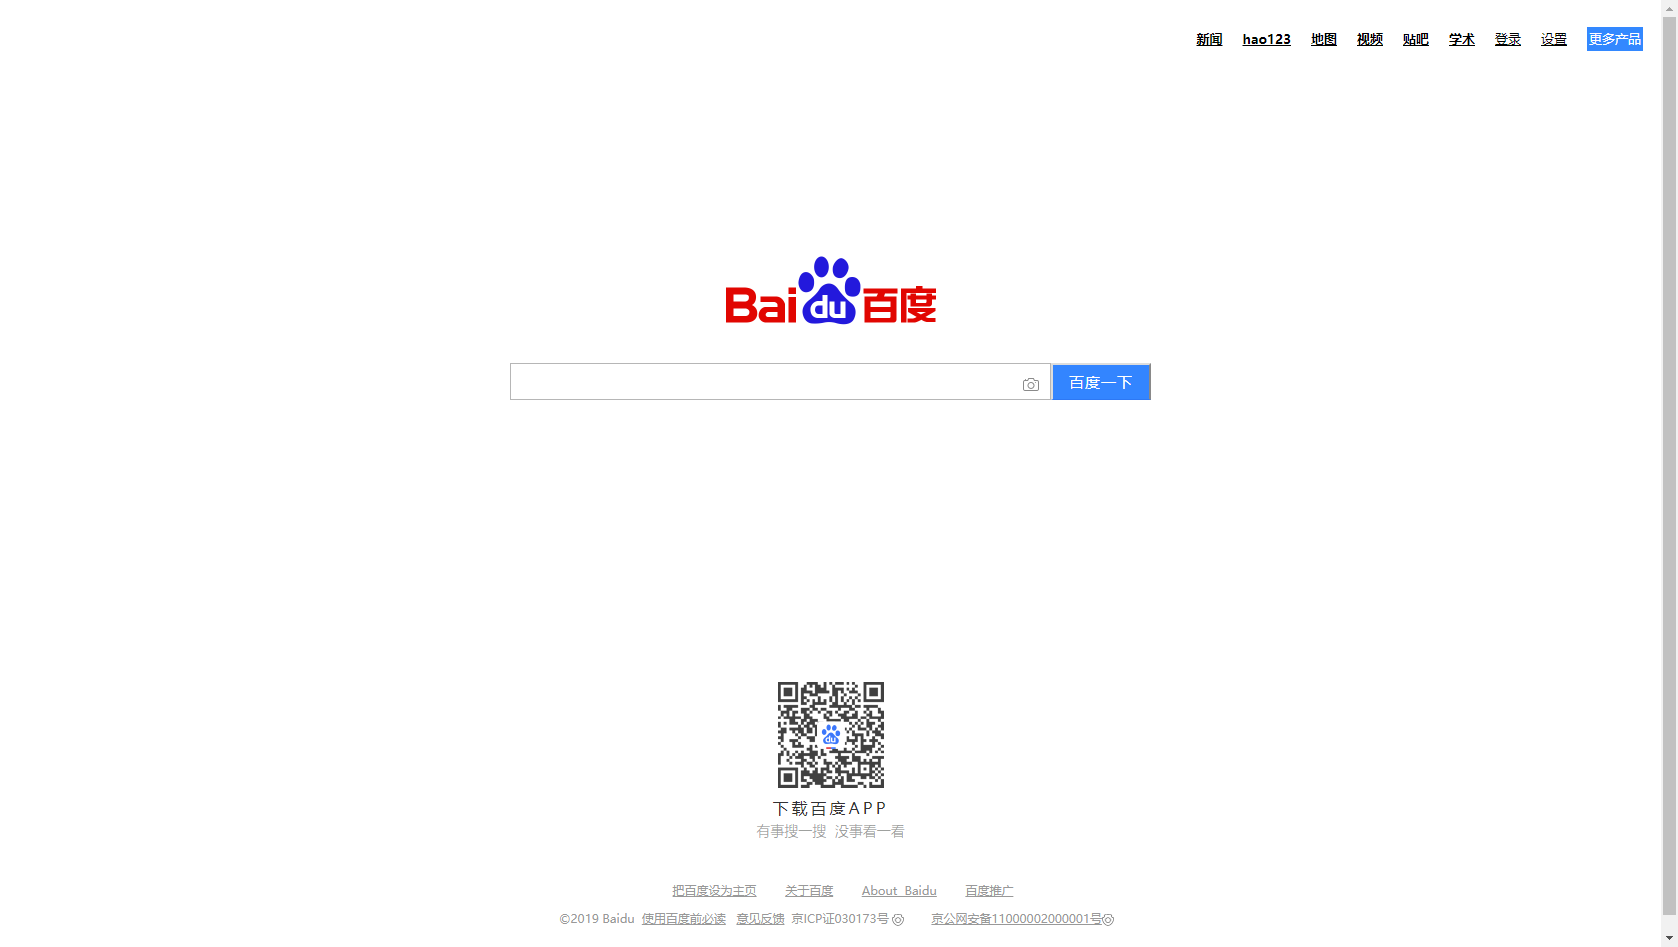 新闻 hao123 地图 视频 贴吧 学术 登录 设置 更多产品
Bai du 百度
百度一下
du
下载百度APP
有事搜一搜 没事看一看
把百度设为主页 关于百度 About Baidu 百度推广
©2019 Baidu 使用百度前必读 意见反馈 京ICP证030173号 京公网安备11000002000001号